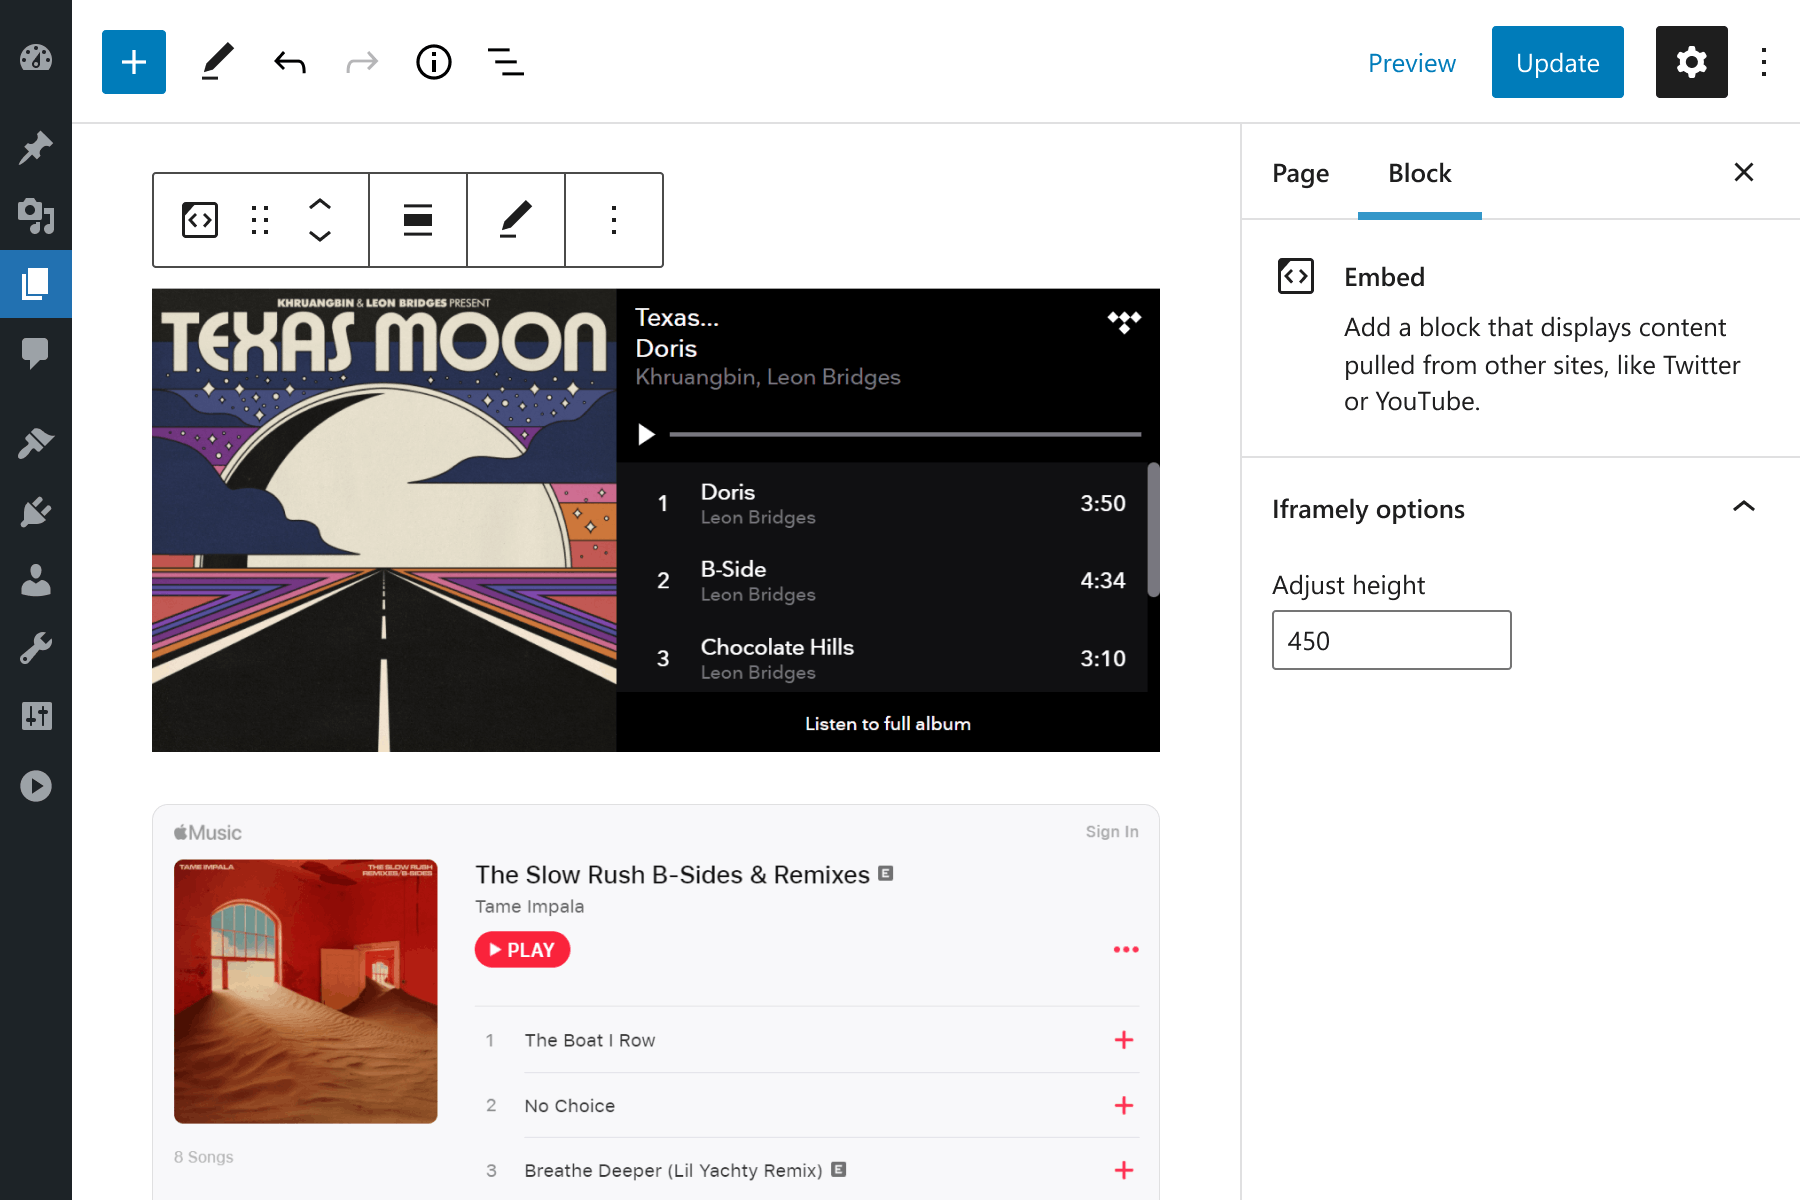 Preview
Update
Page
Block
Embed
Add a block that displays content
pulled from other sites, like Twitter
or YouTube.
Iframely options
Adjust height
450
KHRUANGBIN & LEON BRIDGES PRESENT
TEXAS MOON
Texas...
Doris
Khruangbin, Leon Bridges
1 Doris 3:50
Leon Bridges
2 B-Side 4:34
Leon Bridges
3 Chocolate Hills 3:10
Leon Bridges
Listen to full album
Music
Sign In
TAME IMPALA
THE SLOW RUSH
REMIXES/B-SIDES
The Slow Rush B-Sides & Remixes E
Tame Impala
PLAY
1 The Boat I Row
2 No Choice
3 Breathe Deeper (Lil Yachty Remix) E
8 Songs